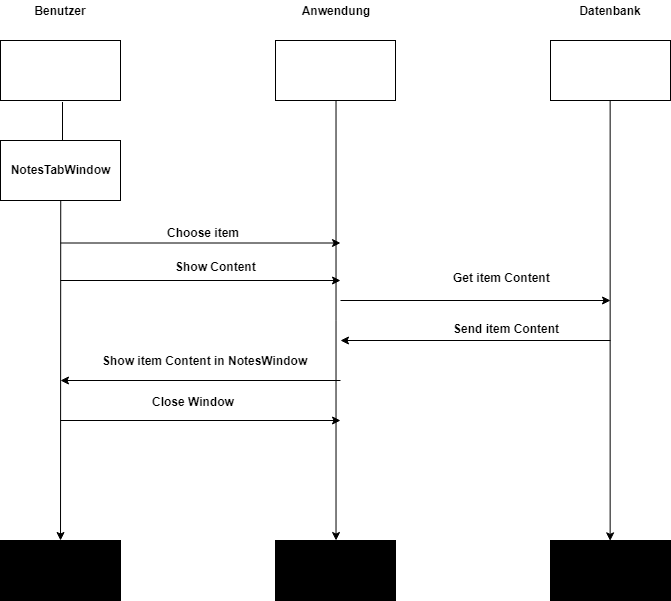 Benutzer
Anwendung
Datenbank
NotesTabWindow
Choose item
Show Content
Get item Content
Send item Content
Show item Content in NotesWindow
Close Window